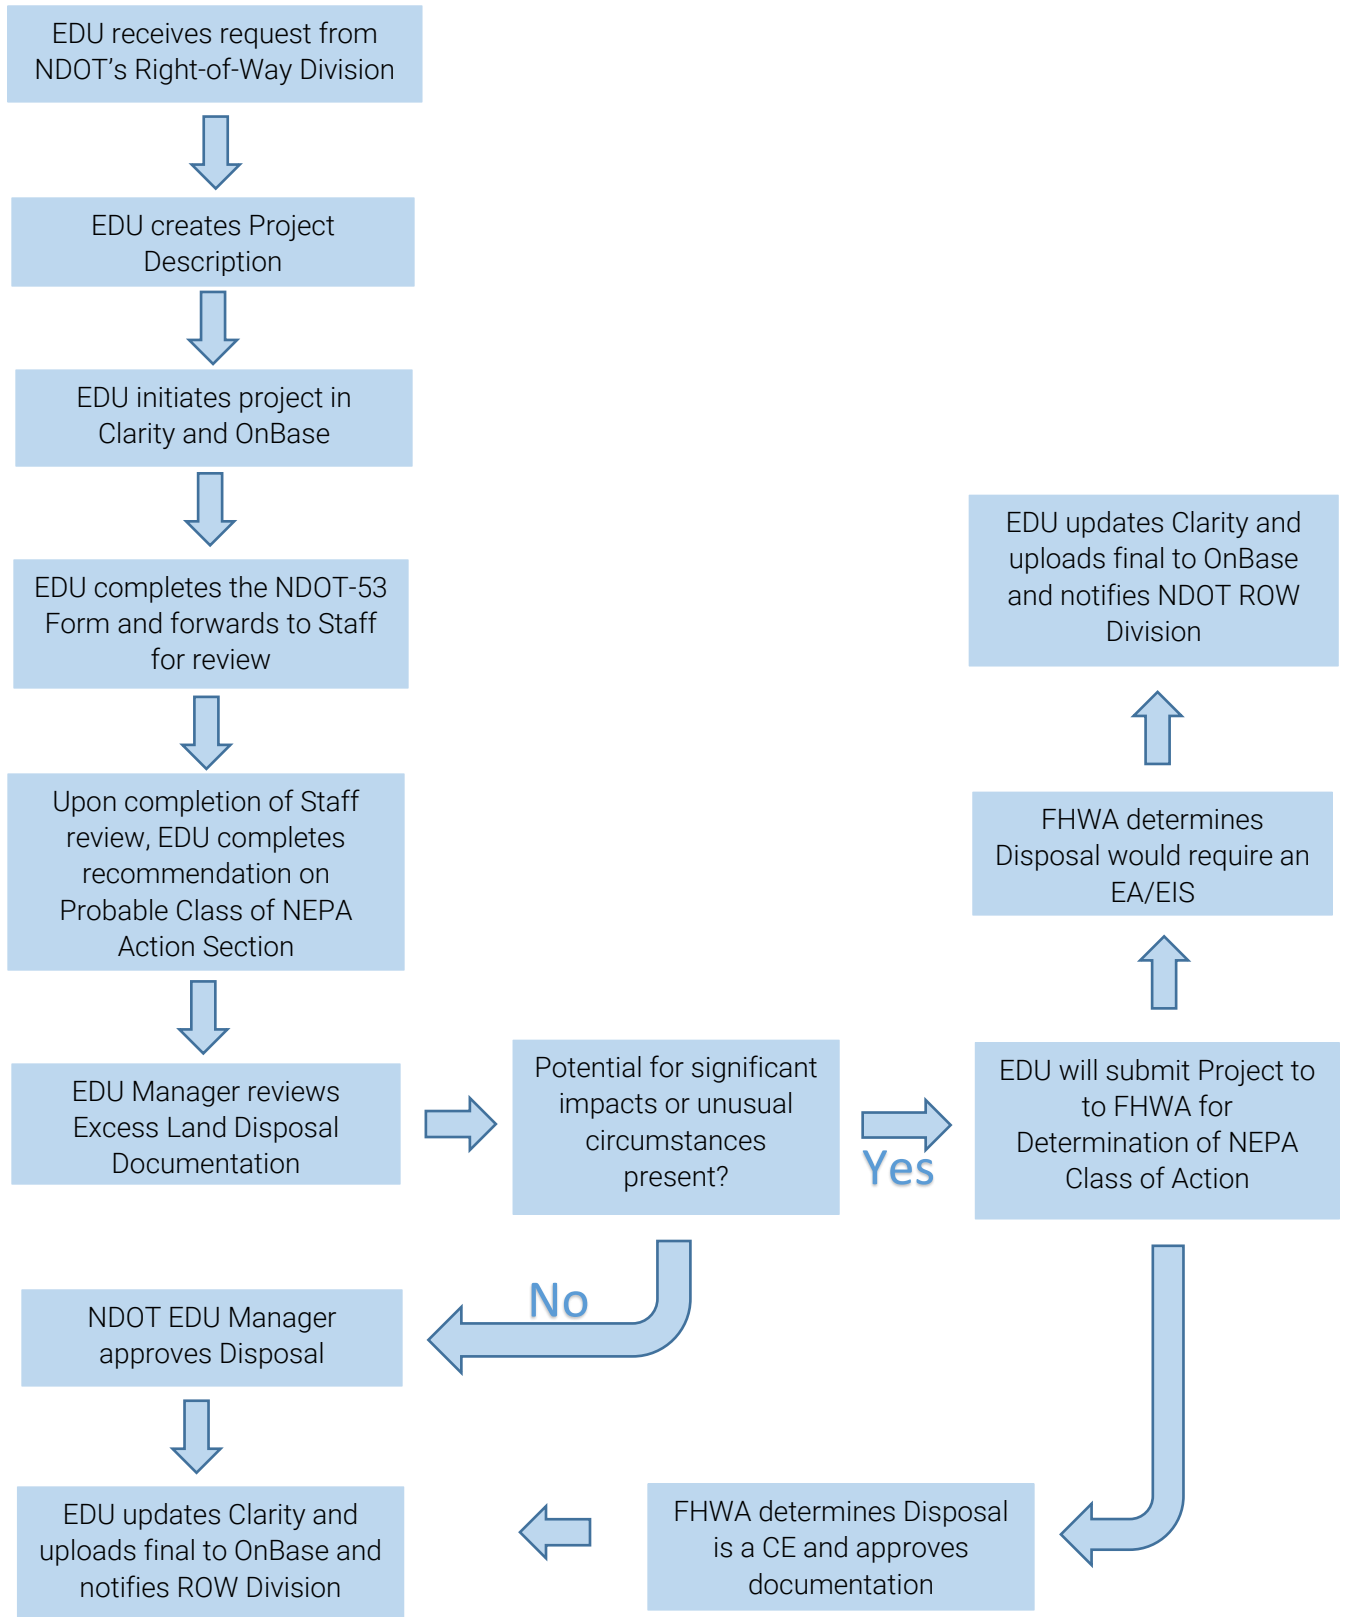 EDU receives request from
NDOT's Right-of-Way Division
EDU creates Project
Description
EDU initiates project in
Clarity and OnBase
EDU completes the NDOT-53
Form and forwards to Staff
for review
Upon completion of Staff
review, EDU completes
recommendation on
Probable Class of NEPA
Action Section
EDU Manager reviews
Excess Land Disposal
Documentation
Potential for significant
impacts or unusual
circumstances
present?
Yes
EDU will submit Project to
to FHWA for
Determination of NEPA
Class of Action
FHWA determines
Disposal would require an
EA/EIS
EDU updates Clarity and
uploads final to OnBase
and notifies NDOT ROW
Division
No
NDOT EDU Manager
approves Disposal
FHWA determines Disposal
is a CE and approves
documentation
EDU updates Clarity and
uploads final to OnBase and
notifies ROW Division